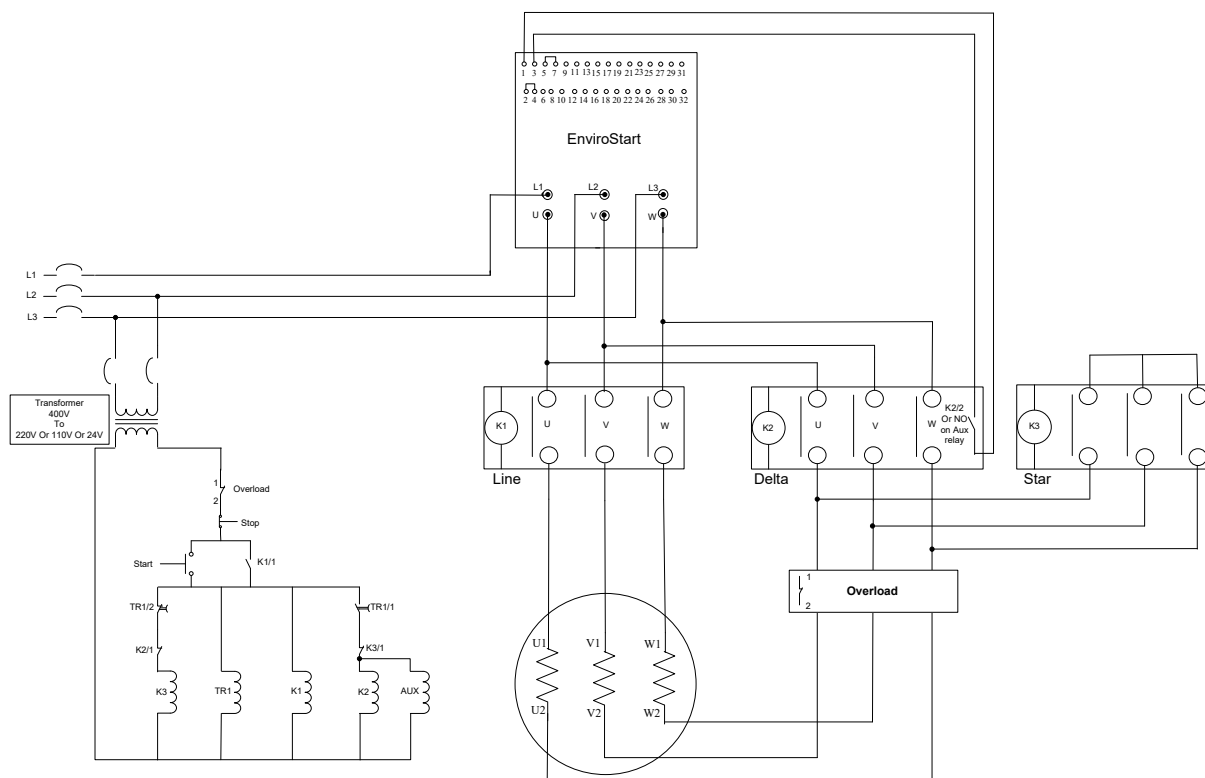 1 3 5 7 9 11 13 15 17 19 21 23 25 27 29 31
2 4 6 8 10 12 14 16 18 20 22 24 26 28 30 32
EnviroStart
L1 L2 L3
U V W
L1
L2
L3
Transformer
400V
To
220V Or 110V Or 24V
K1 U V W
Line
K2 U V W
K2/2
Or NO
on Aux
relay
Delta
K3
Star
1
2
Overload
Stop
Start
K1/1
TR1/2
TR1/1
K2/1
K3/1
K3
TR1
K1
K2
AUX
1
2
Overload
U1 V1 W1
U2 V2 W2